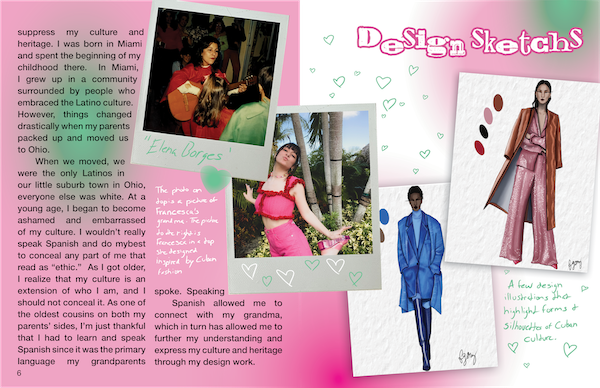 suppress my culture and
heritage. I was born in Miami
and spent the beginning of my
childhood there. In Miami,
I grew up in a community
surrounded by people who
embraced the Latino culture.
However, things changed
drastically when my parents
packed up and moved us
to Ohio.
When we moved, we
were the only Latinos in
our little suburb town in Ohio,
everyone else was white. At a
young age, I began to become
ashamed and embarrassed
of my culture. I wouldn't really
speak Spanish and do mybest
to conceal any part of me that
read as "ethic." As I got older,
I realize that my culture is an
extension of who I am, and I
should not conceal it. As one of
the oldest cousins on both my
parents' sides, I'm just thankful
that I had to learn and speak
Spanish since it was the primary
language my grandparents
6
"Elena Borges"
The photo on
top is a picture of
Francesca's
grandma. The picture
to the right is
Francesca in a top
she designed
inspired by Cuban
fashion
spoke. Speaking
Spanish allowed me to
connect with my grandma,
which in turn has allowed me to
further my understanding and
express my culture and heritage
through my design work.
Design Sketchs
A few design
illustrations that
highlight forms &
silhouettes of Cuban
culture.